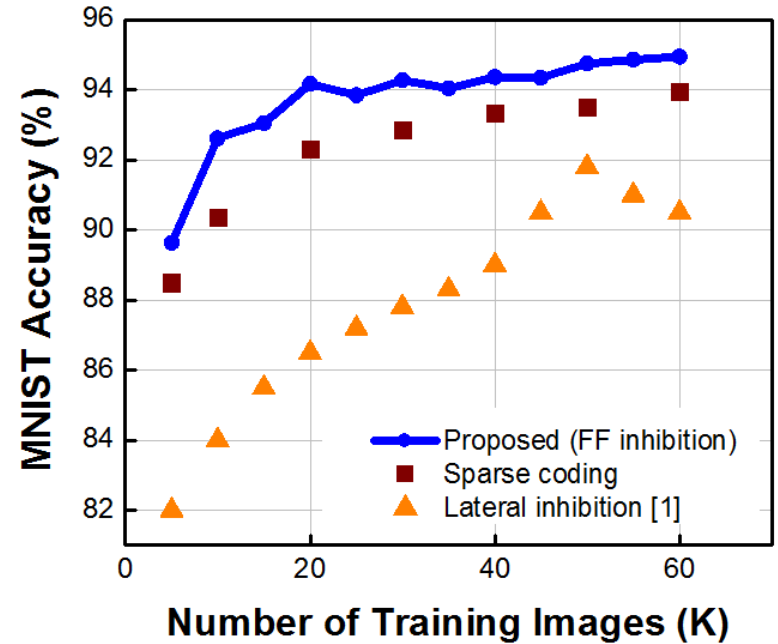 MNIST Accuracy (%)
96
94
92
90
88
86
84
82
0
20
40
60
Proposed (FF inhibition)
Sparse coding
Lateral inhibition [1]
Number of Training Images (K)